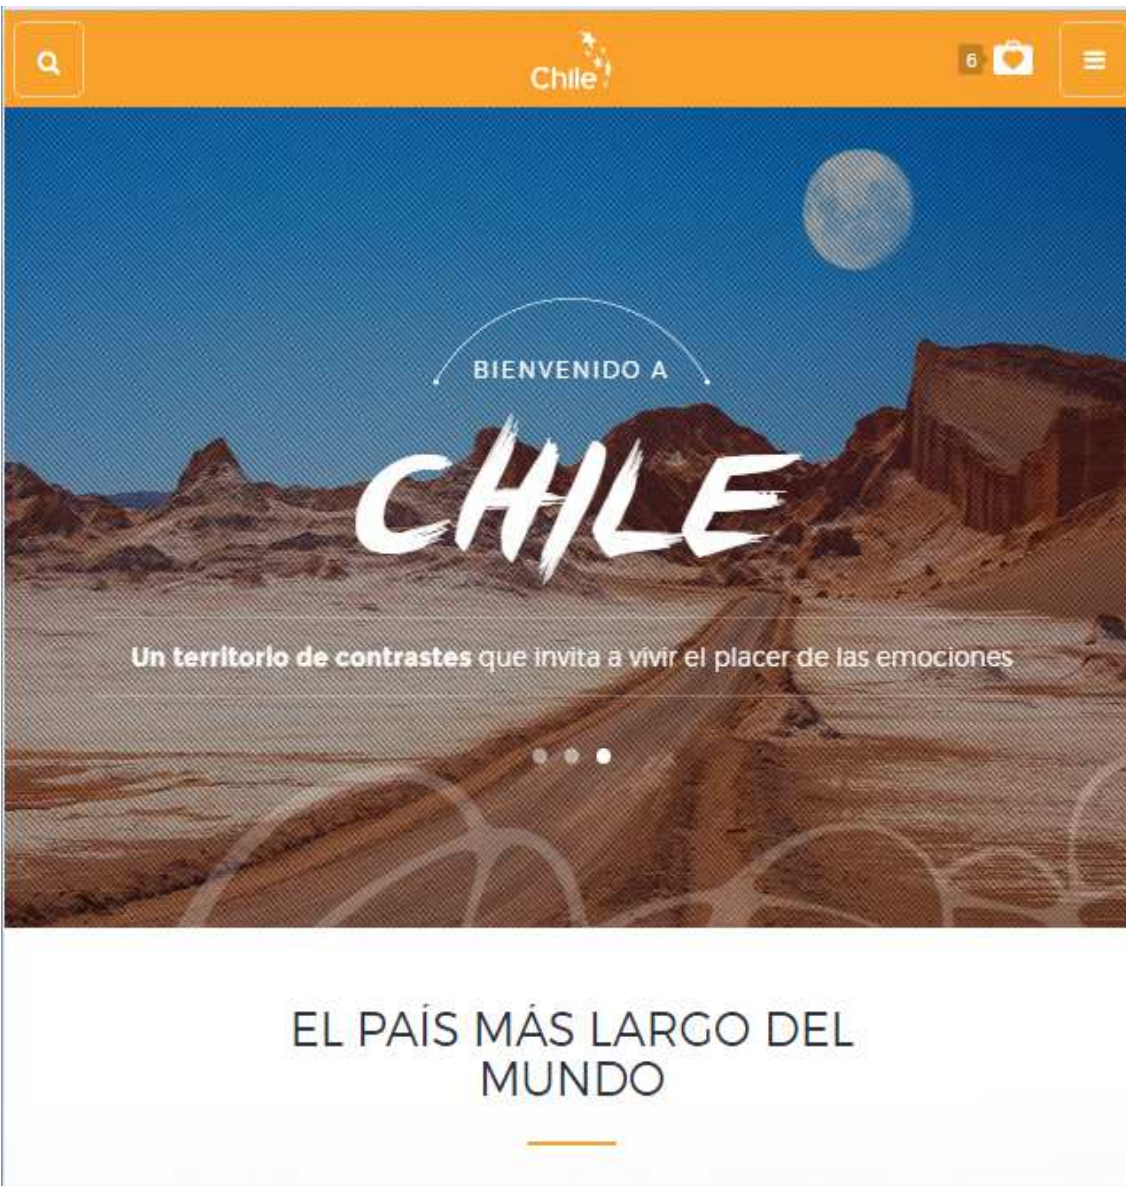 Chile
6
BIENVENIDO A
CHILE
Un territorio de contrastes que invita a vivir el placer de las emociones
EL PAÍS MÁS LARGO DEL
MUNDO